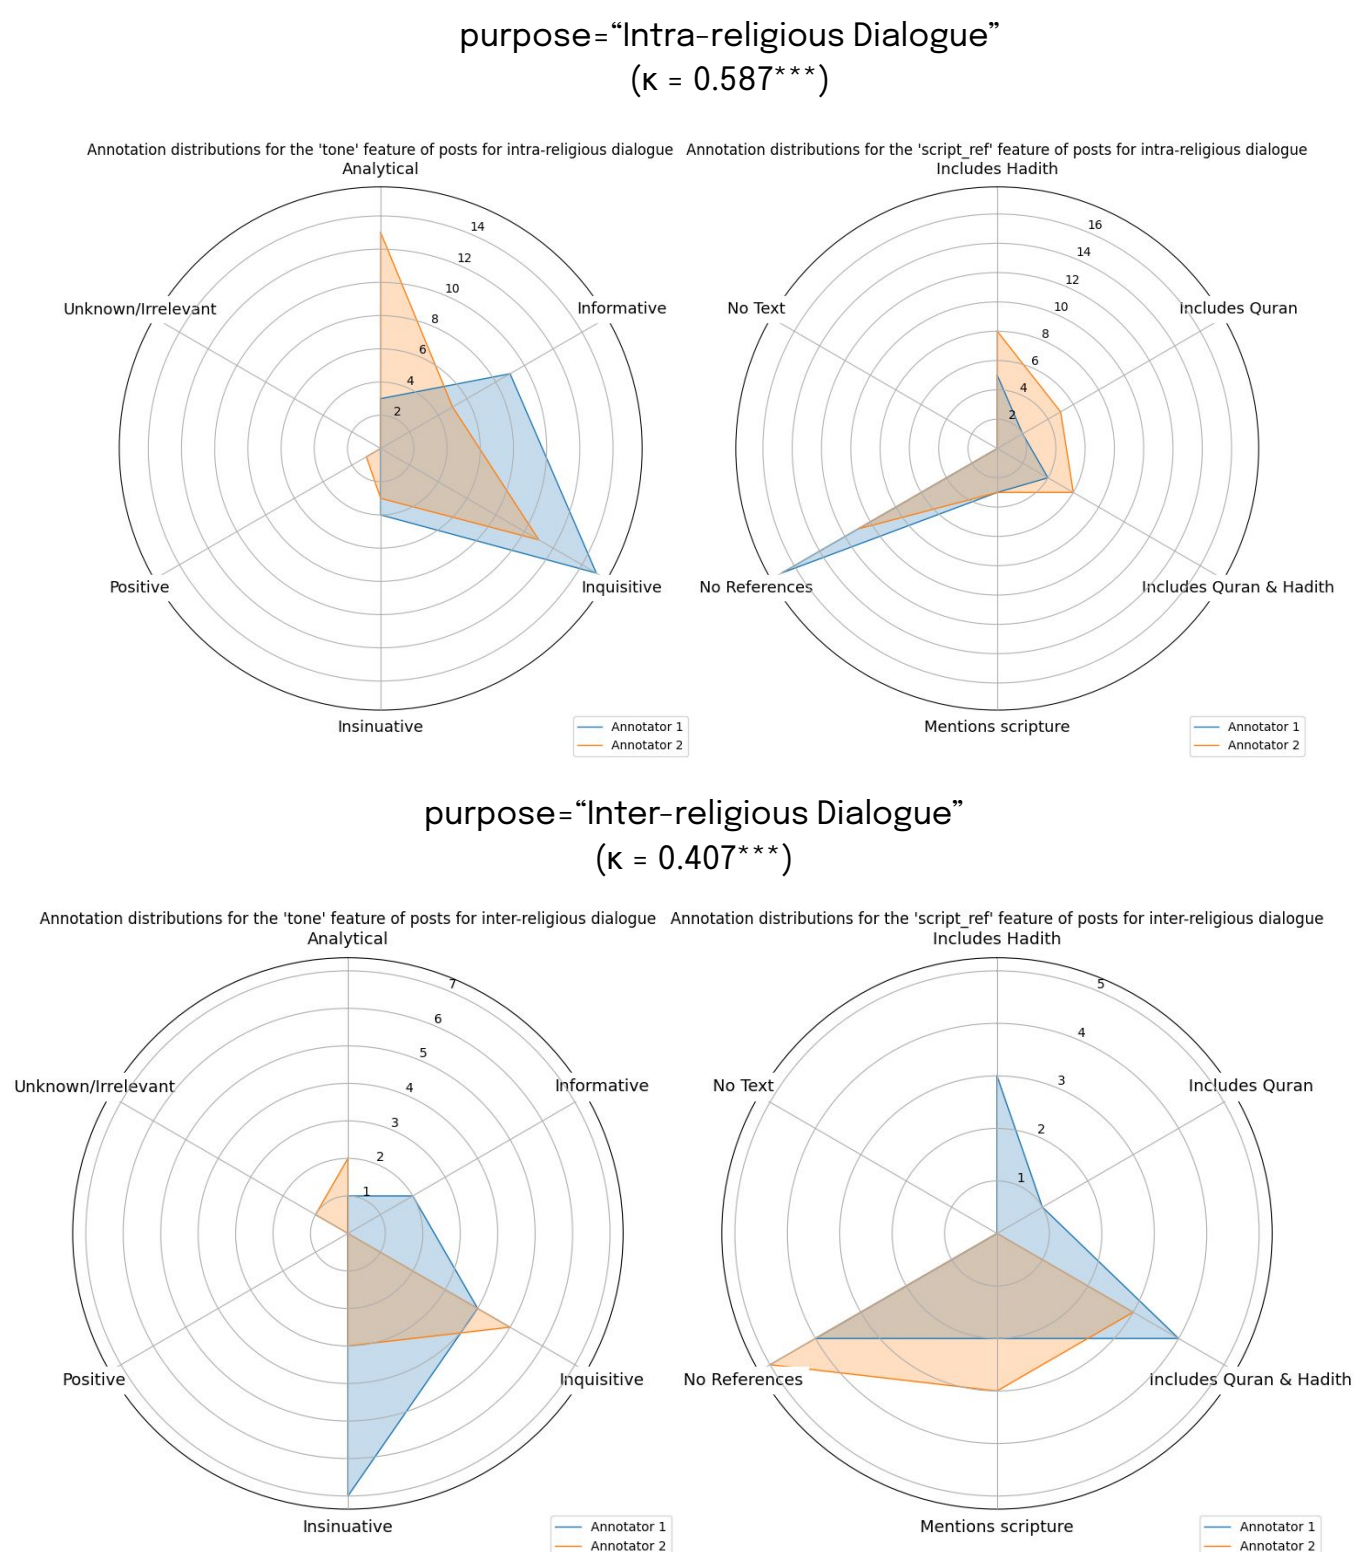 purpose=“Intra-religious Dialogue”
(κ = 0.587***)
Annotation distributions for the 'tone' feature of posts for intra-religious dialogue
Analytical
14
12
10
8
6
4
2
Unknown/Irrelevant
Informative
Positive
Inquisitive
Insinuative
Annotator 1
Annotator 2
Annotation distributions for the 'script_ref' feature of posts for intra-religious dialogue
Includes Hadith
16
14
12
10
8
6
4
2
No Text
Includes Quran
No References
Includes Quran & Hadith
Mentions scripture
Annotator 1
Annotator 2
purpose=“Inter-religious Dialogue”
(κ = 0.407***)
Annotation distributions for the 'tone' feature of posts for inter-religious dialogue
Analytical
7
6
5
4
3
2
1
Unknown/Irrelevant
Informative
Positive
Inquisitive
Insinuative
Annotator 1
Annotator 2
Annotation distributions for the 'script_ref' feature of posts for inter-religious dialogue
Includes Hadith
5
4
3
2
1
No Text
Includes Quran
No References
Includes Quran & Hadith
Mentions scripture
Annotator 1
Annotator 2